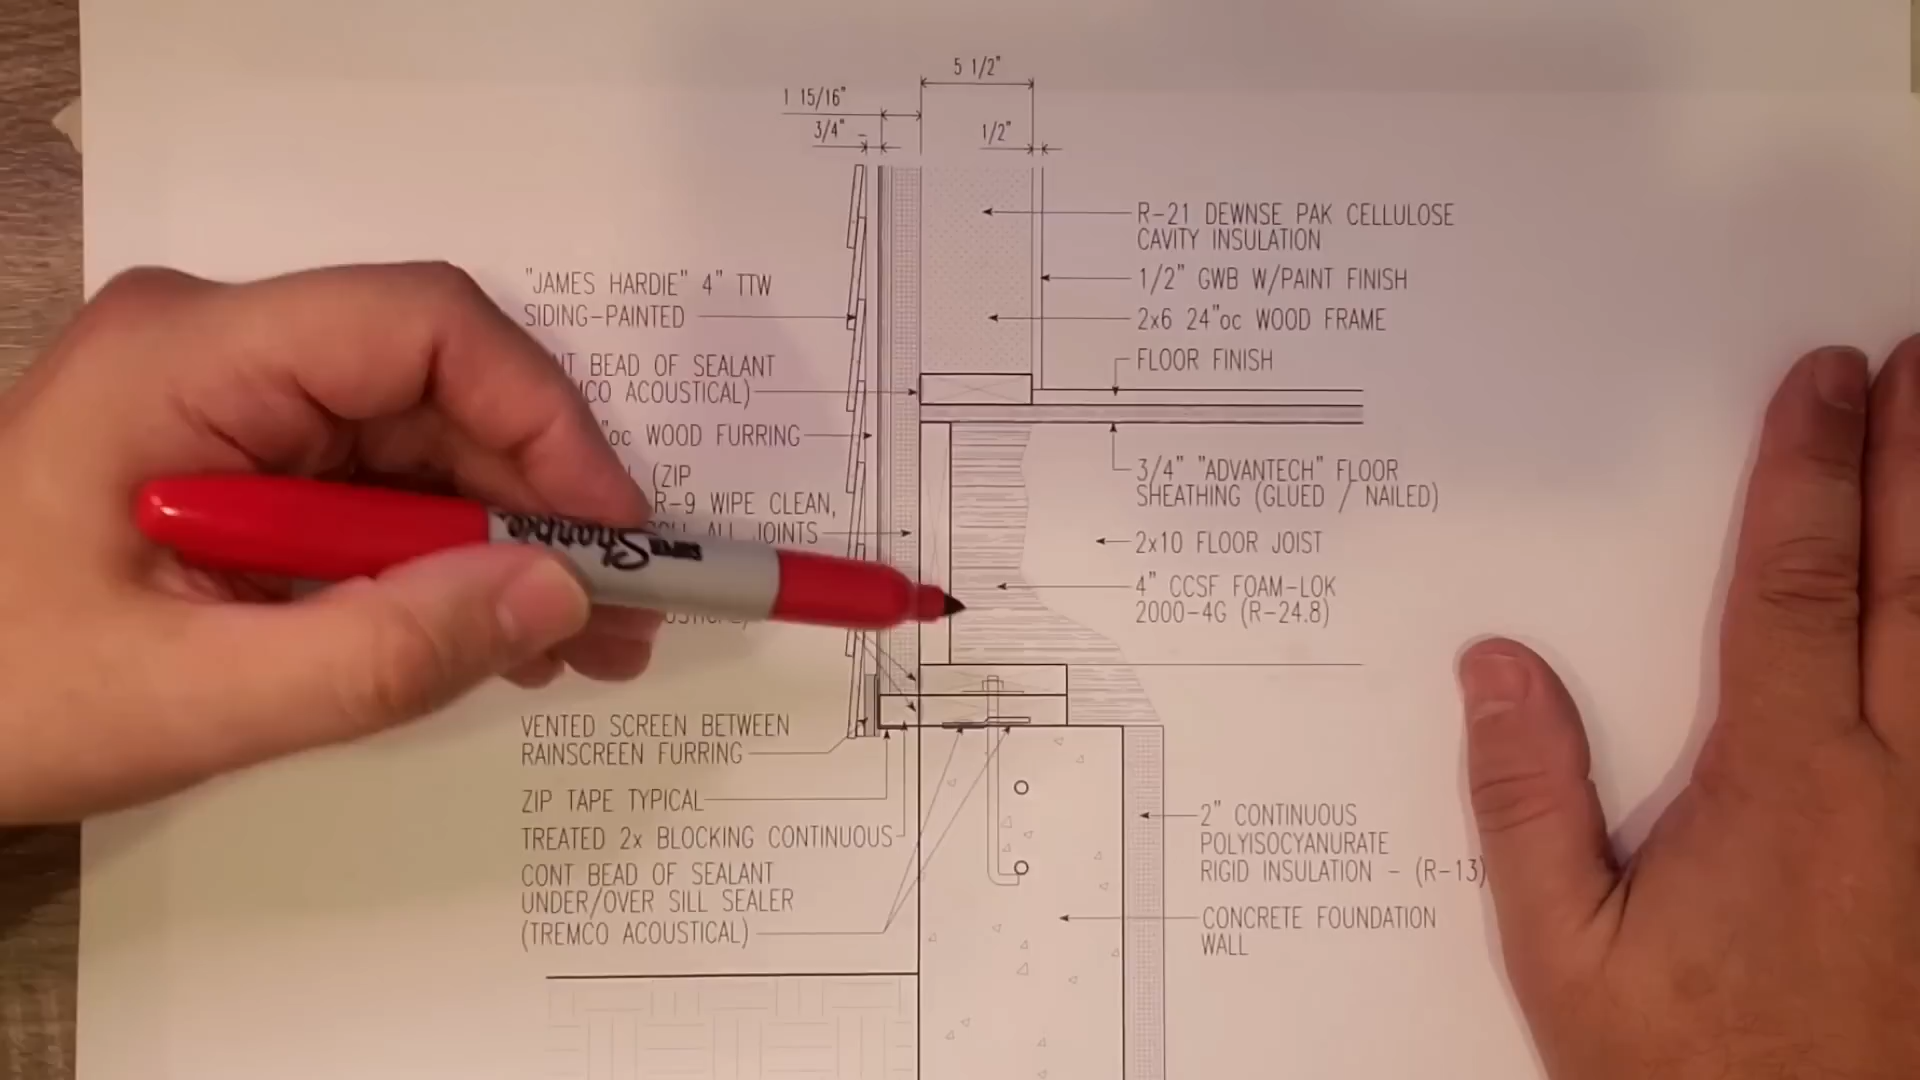 5 1/2"
1 15/16"
3/4"
1/2"
"JAMES HARDIE" 4" TTW
SIDING-PAINTED
BEAD OF SEALANT
ACOUSTICAL)
"oc WOOD FURRING
(ZIP
R-9 WIPE CLEAN,
ALL JOINTS
VENTED SCREEN BETWEEN
RAINSCREEN FURRING
ZIP TAPE TYPICAL
TREATED 2x BLOCKING CONTINUOUS
CONT BEAD OF SEALANT
UNDER/OVER SILL SEALER
(TREMCO ACOUSTICAL)
R-21 DEWNSE PAK CELLULOSE
CAVITY INSULATION
1/2" GWB W/PAINT FINISH
2x6 24"oc WOOD FRAME
FLOOR FINISH
3/4" "ADVANTECH" FLOOR
SHEATHING (GLUED / NAILED)
2x10 FLOOR JOIST
4" CCSF FOAM-LOK
2000-4G (R-24.8)
2" CONTINUOUS
POLYISOCYANURATE
RIGID INSULATION - (R-13)
CONCRETE FOUNDATION
WALL
Sharpie
SUPER